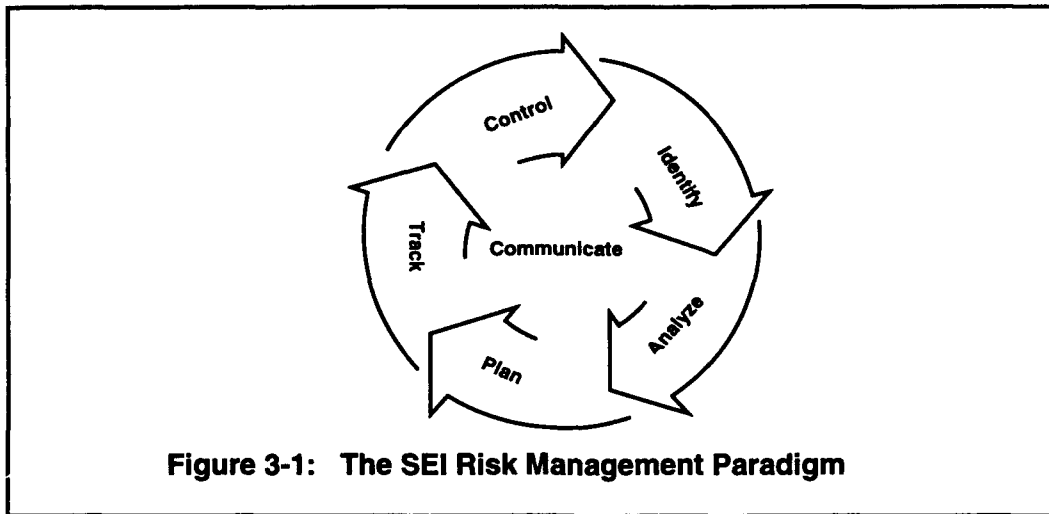 Control
Identify
Track
Communicate
Analyze
Plan
Figure 3-1: The SEI Risk Management Paradigm